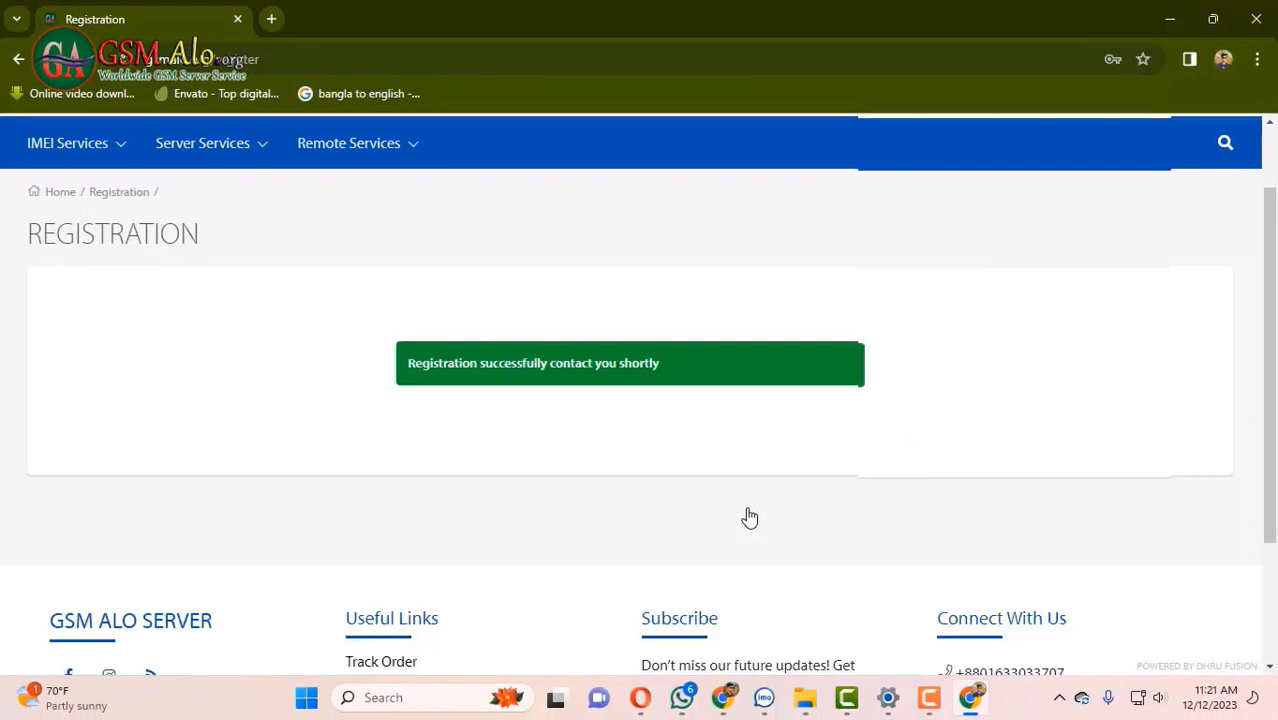 Registration
GSM Alo.orgter
Worldwide GSM Server Service
Online video downl...
Envato - Top digital...
bangla to english -...
IMEI Services
Server Services
Remote Services
Home / Registration /
REGISTRATION
Registration successfully contact you shortly
GSM ALO SERVER
Useful Links
Subscribe
Connect With Us
Track Order
Don't miss our future updates! Get
+8801633033707
POWERED BY DHRU FUSION
1
70°F
Partly sunny
Search
6
11:21 AM
12/12/2023